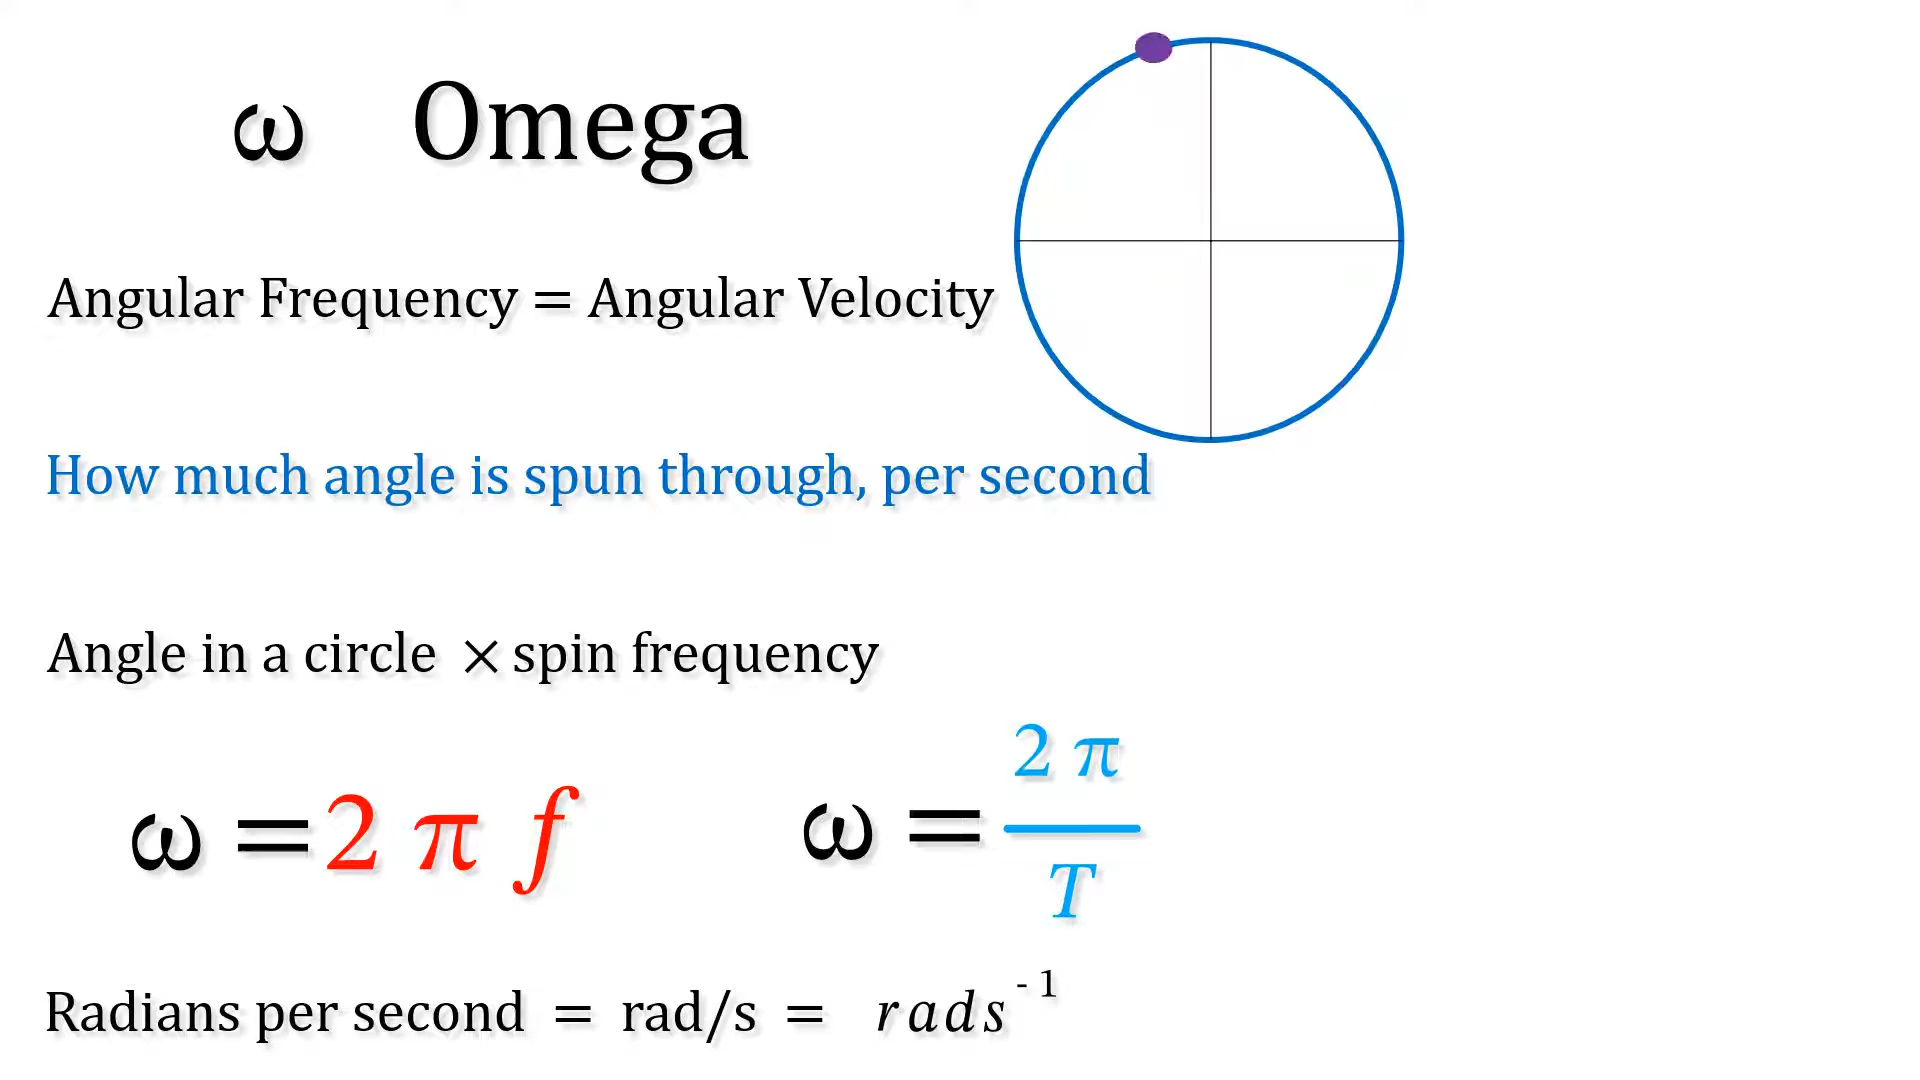 ω Omega
Angular Frequency = Angular Velocity
How much angle is spun through, per second
Angle in a circle × spin frequency
ω = 2 π f
ω = 2 π / T
Radians per second = rad/s = rads⁻¹